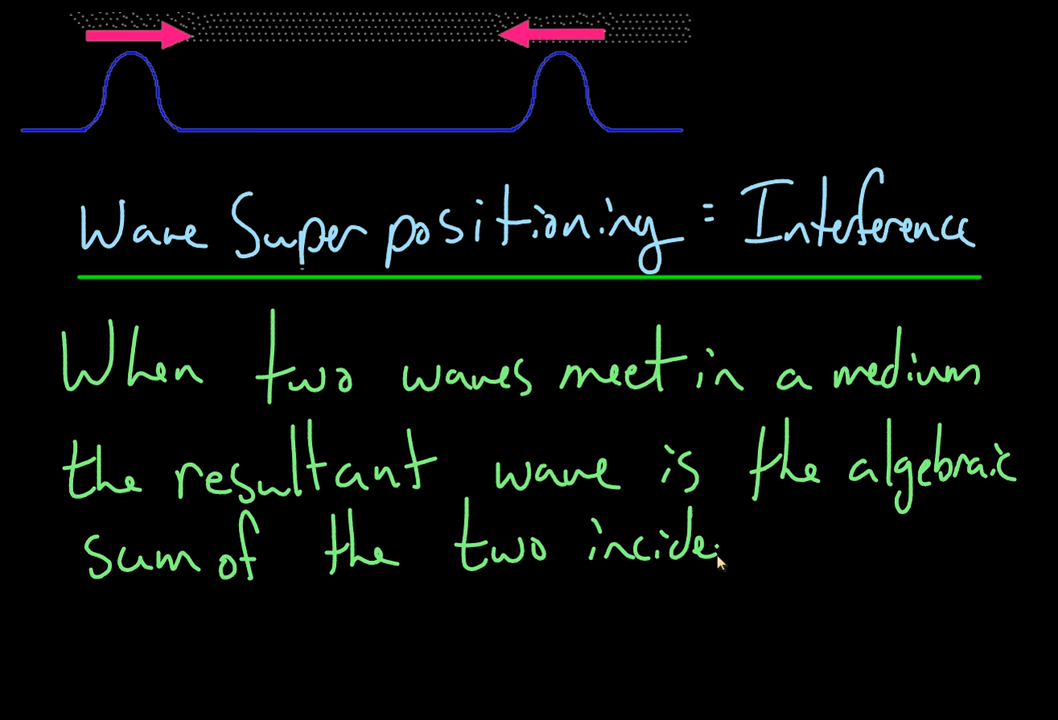 Wave Superpositioning = Interference
When two waves meet in a medium
the resultant wave is the algebraic
sum of the two incide